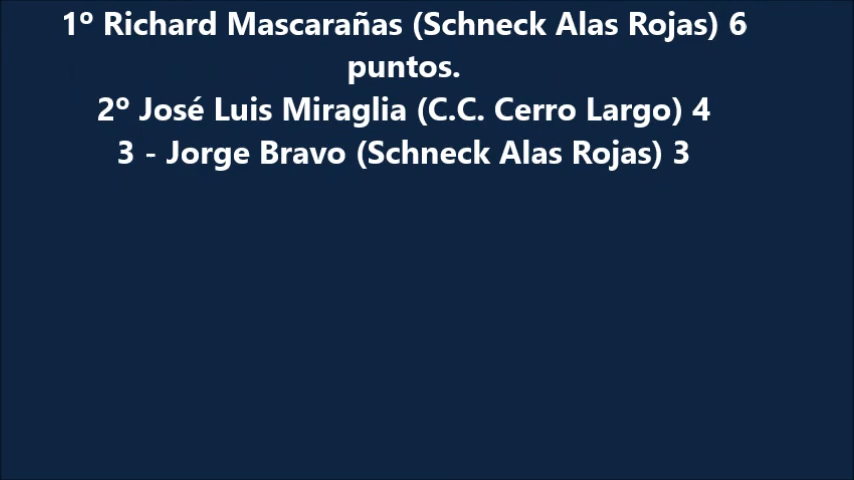 1º Richard Mascarañas (Schneck Alas Rojas) 6
puntos.
2º José Luis Miraglia (C.C. Cerro Largo) 4
3 - Jorge Bravo (Schneck Alas Rojas) 3